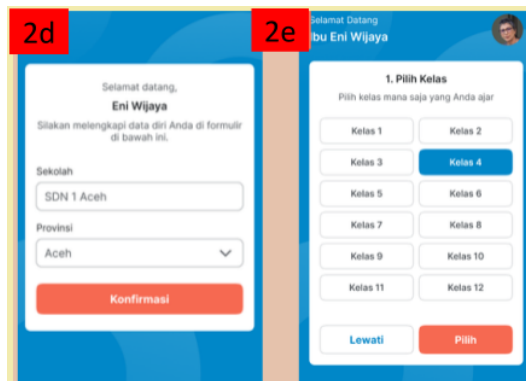 2d
Selamat datang,
Eni Wijaya
Silakan melengkapi data diri Anda di formulir
di bawah ini.
Sekolah
SDN 1 Aceh
Provinsi
Aceh
Konfirmasi
2e
Selamat Datang
Ibu Eni Wijaya
1. Pilih Kelas
Pilih kelas mana saja yang Anda ajar
Kelas 1
Kelas 2
Kelas 3
Kelas 4
Kelas 5
Kelas 6
Kelas 7
Kelas 8
Kelas 9
Kelas 10
Kelas 11
Kelas 12
Lewati
Pilih